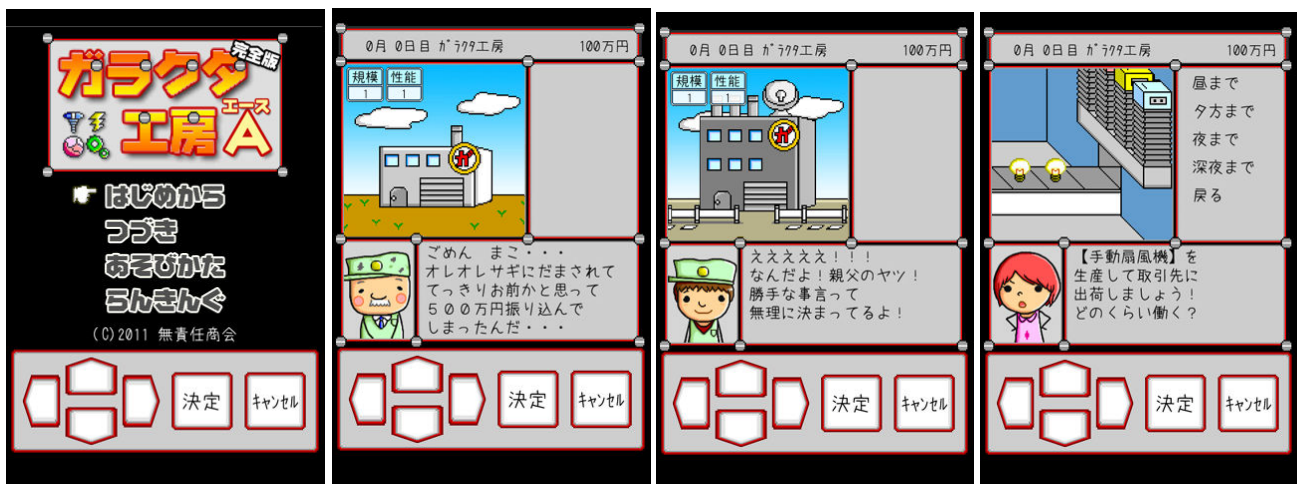 完全版
ガラクタ
工房
エース
A
はじめから
つづき
あそびかた
らんきんぐ
(C)2011 無責任商会
決定
キャンセル
0月 0日目 ガラクタ工房 100万円
規模 性能
1 1
ガ
ごめん まこ・・・
オレオレサギにだまされて
てっきりお前かと思って
500万円振り込んで
しまったんだ・・・
決定
キャンセル
0月 0日目 ガラクタ工房 100万円
規模 性能
1 1
ガ
ええええええ!!!
なんだよ!親父のヤツ!
勝手な事言って
無理に決まってるよ!
決定
キャンセル
0月 0日目 ガラクタ工房 100万円
昼まで
夕方まで
夜まで
深夜まで
戻る
【手動扇風機】を
生産して取引先に
出荷しましょう!
どのくらい働く?
決定
キャンセル